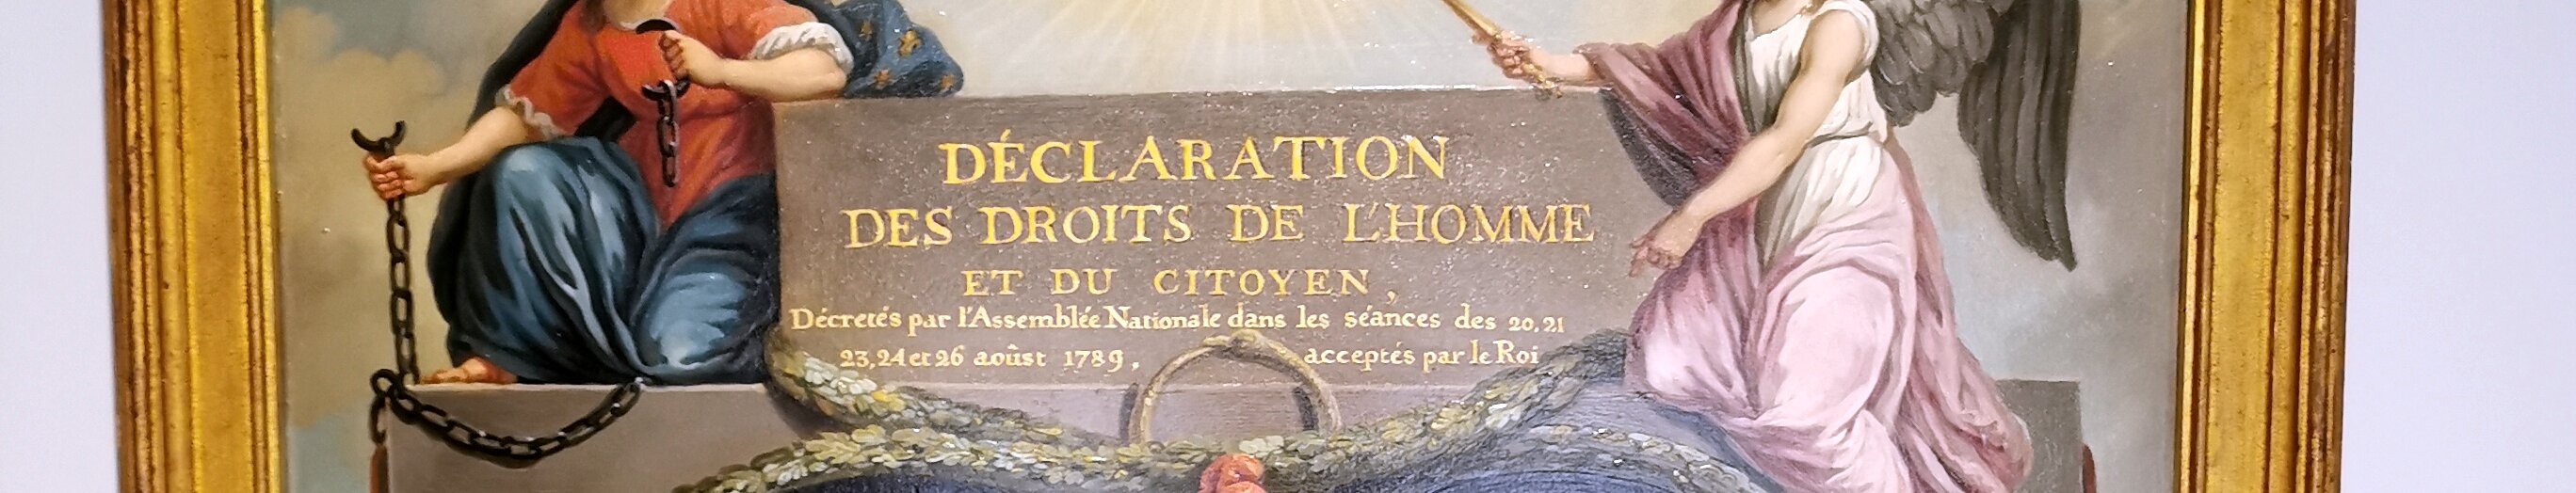 DÉCLARATION
DES DROITS DE L'HOMME
ET DU CITOYEN,
Décretés par l'Assemblée Nationale dans les séances des 20, 21
23, 24 et 26 aoûst 1789, acceptés par le Roi